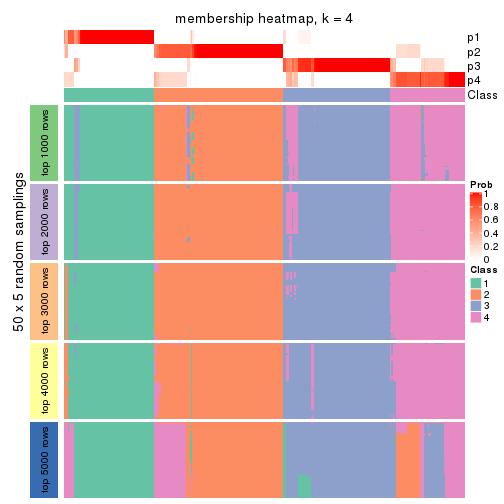 membership heatmap, k = 4
p1
p2
p3
p4
Class
50 x 5 random samplings
top 1000 rows
top 2000 rows
top 3000 rows
top 4000 rows
top 5000 rows
Prob
1
0.8
0.6
0.4
0.2
0
Class
1
2
3
4